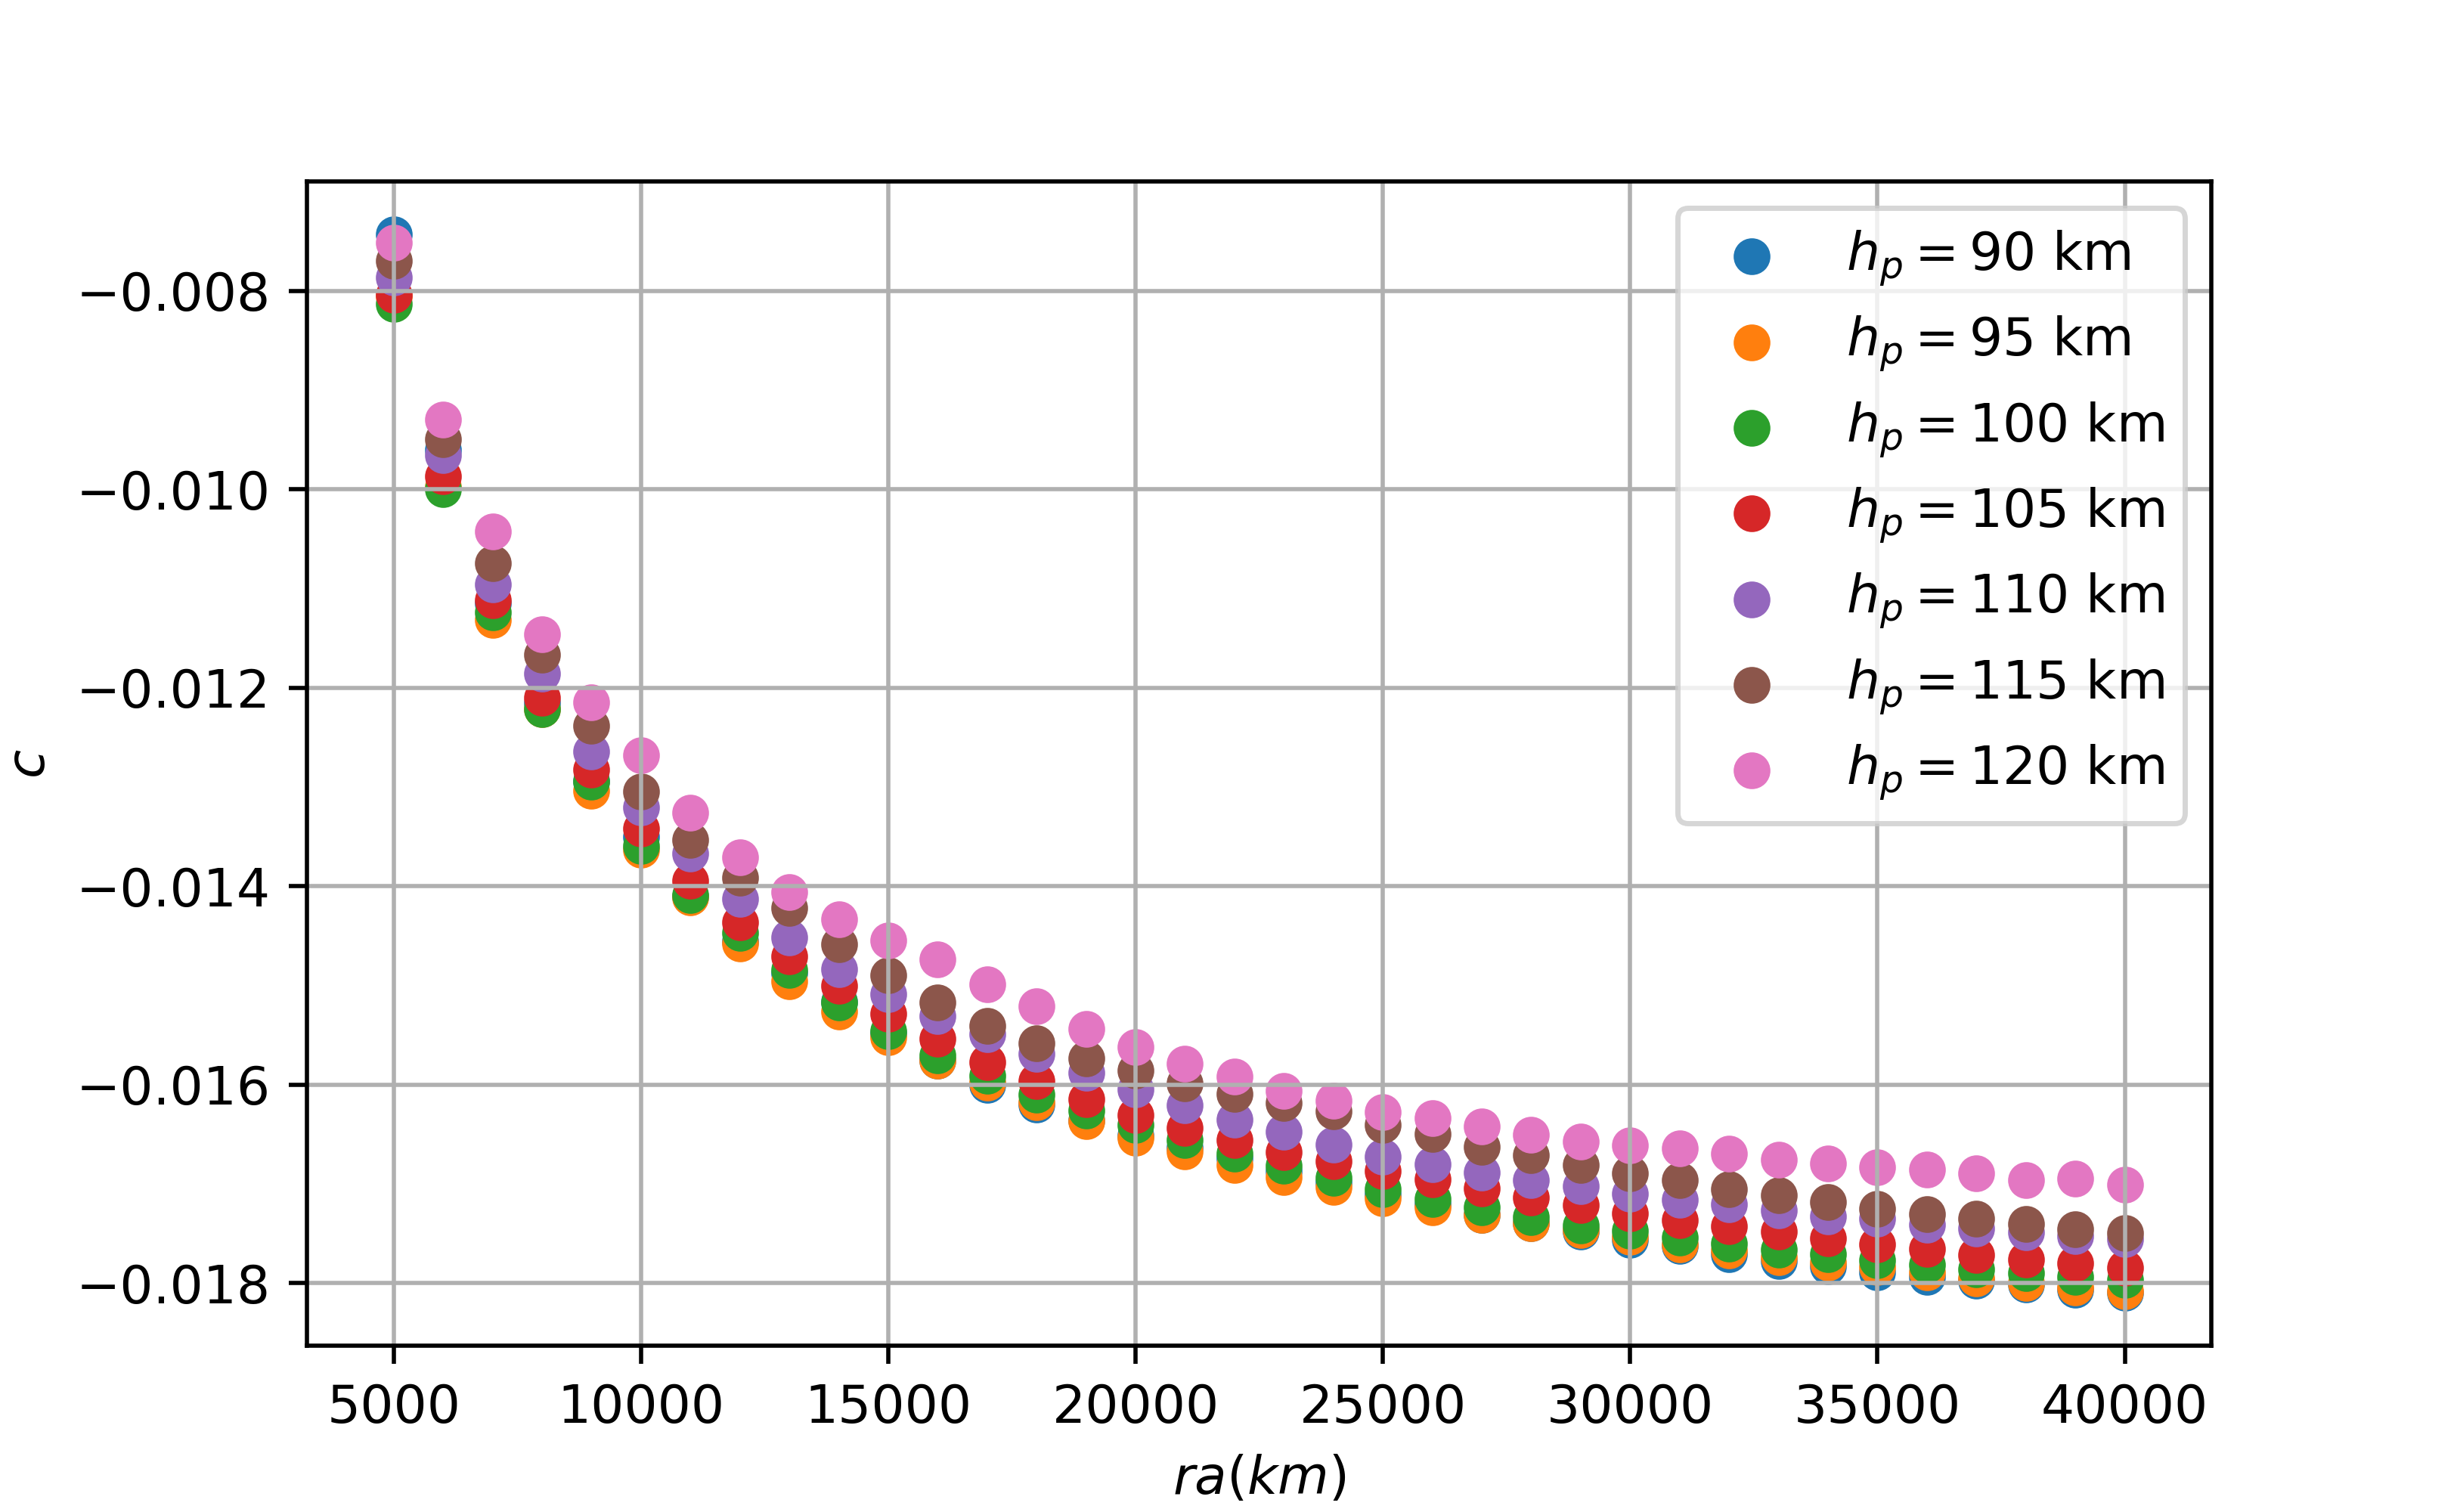 −0.008
−0.010
−0.012
−0.014
−0.016
−0.018
c
5000 10000 15000 20000 25000 30000 35000 40000
ra(km)
h_p = 90 km
h_p = 95 km
h_p = 100 km
h_p = 105 km
h_p = 110 km
h_p = 115 km
h_p = 120 km